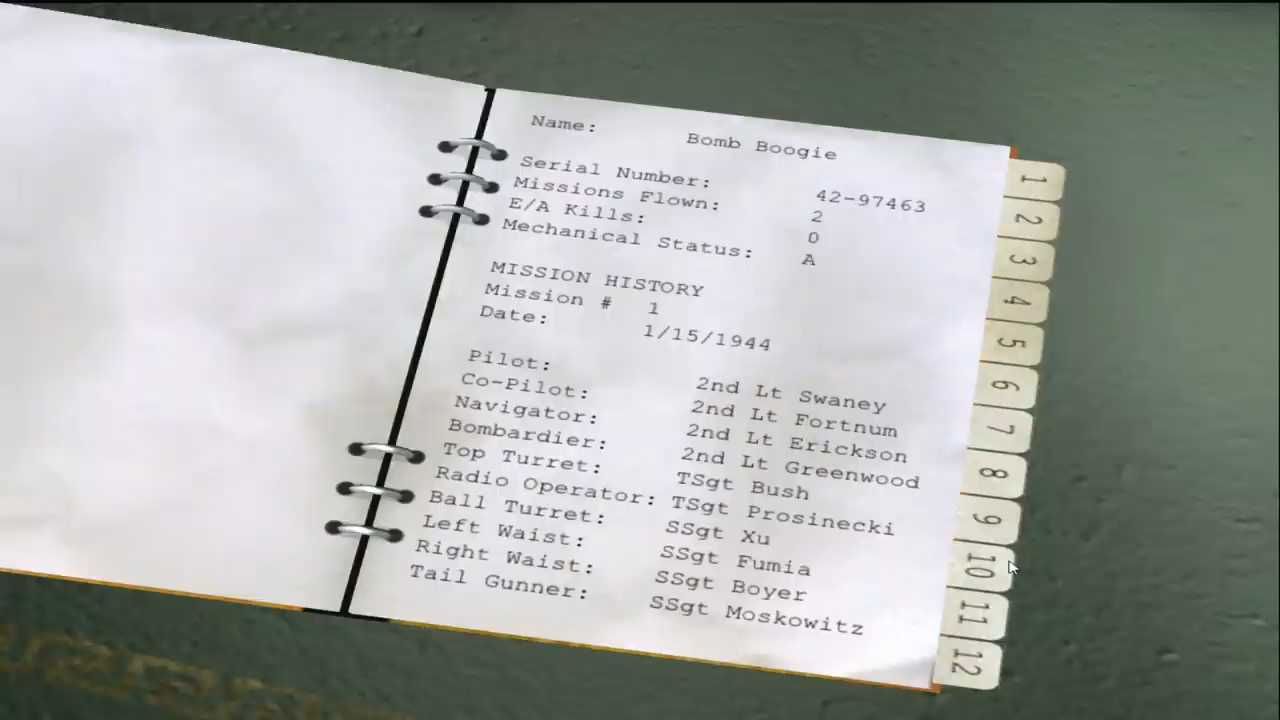 Name: Bomb Boogie
Serial Number: 42-97463
Missions Flown: 2
E/A Kills: 0
Mechanical Status: A
MISSION HISTORY
Mission # 1
Date: 1/15/1944
Pilot: 2nd Lt Swaney
Co-Pilot: 2nd Lt Fortnum
Navigator: 2nd Lt Erickson
Bombardier: 2nd Lt Greenwood
Top Turret: TSgt Bush
Radio Operator: TSgt Prosinecki
Ball Turret: SSgt Xu
Left Waist: SSgt Fumia
Right Waist: SSgt Boyer
Tail Gunner: SSgt Moskowitz
1
2
3
4
5
6
7
8
9
10
11
12